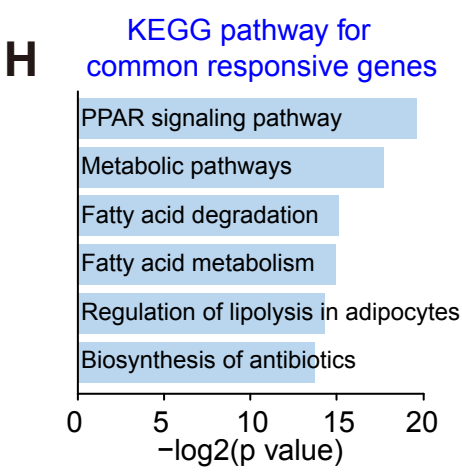 H
KEGG pathway for
common responsive genes
PPAR signaling pathway
Metabolic pathways
Fatty acid degradation
Fatty acid metabolism
Regulation of lipolysis in adipocytes
Biosynthesis of antibiotics
0 5 10 15 20
−log2(p value)